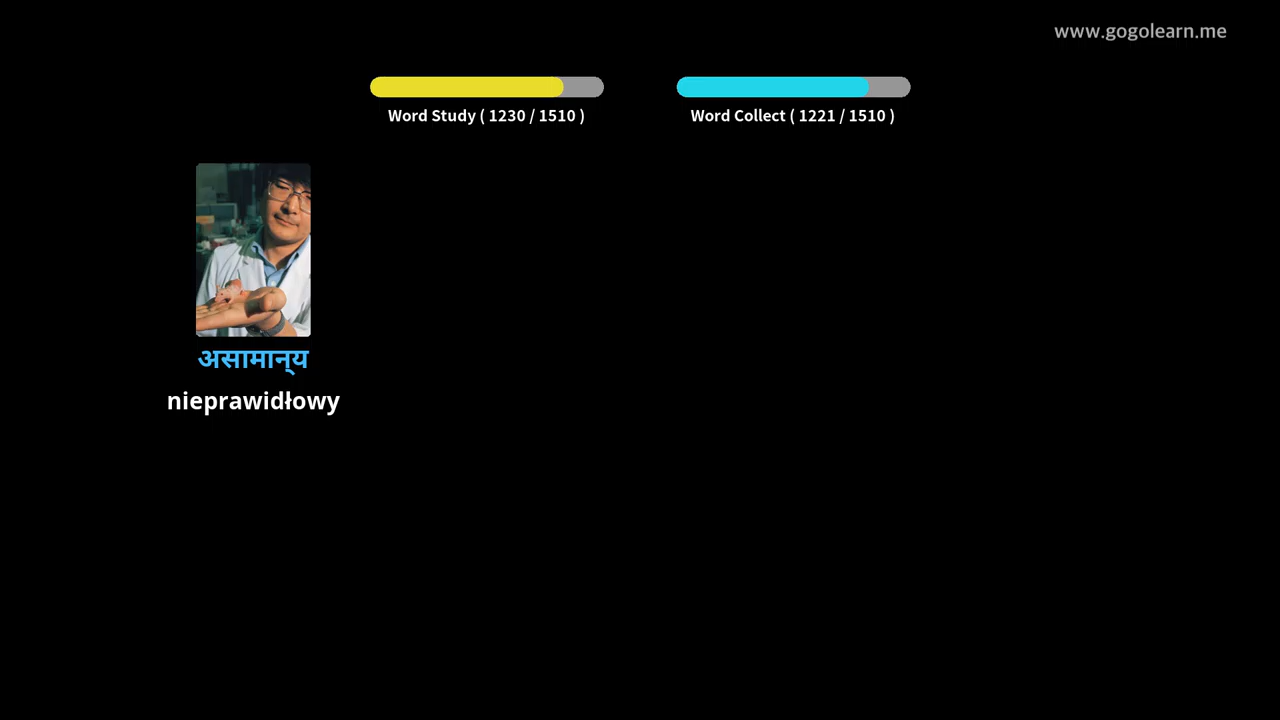 www.gogolearn.me
Word Study ( 1230 / 1510 )
Word Collect ( 1221 / 1510 )
असामान्य
nieprawidłowy